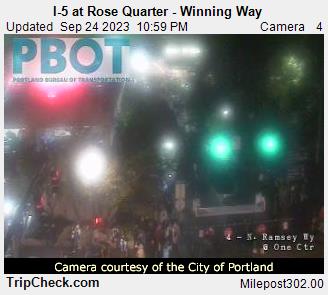 I-5 at Rose Quarter - Winning Way
Updated Sep 24 2023 10:59 PM Camera 4
PBOT
PORTLAND BUREAU OF TRANSPORTATION
4 - N. Ramsey Wy
@ One Ctr
Camera courtesy of the City of Portland
TripCheck.com Milepost302.00